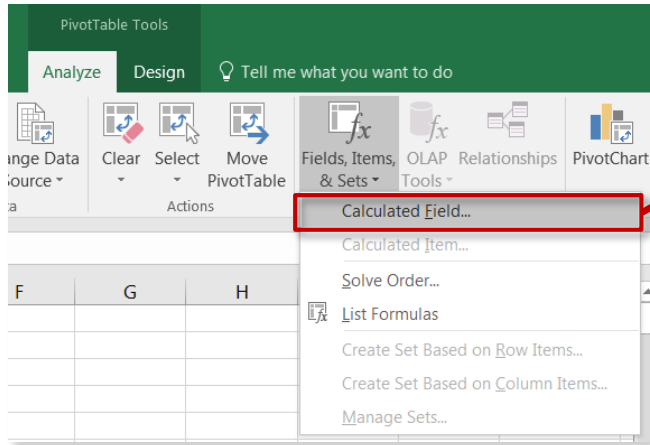 PivotTable Tools
Analyze Design Tell me what you want to do
ange Data Clear Select Move Fields, Items, OLAP Relationships PivotChart
Source PivotTable & Sets Tools
a Actions
Calculated Field...
Calculated Item...
Solve Order...
fx List Formulas
Create Set Based on Row Items...
Create Set Based on Column Items...
Manage Sets...
F G H